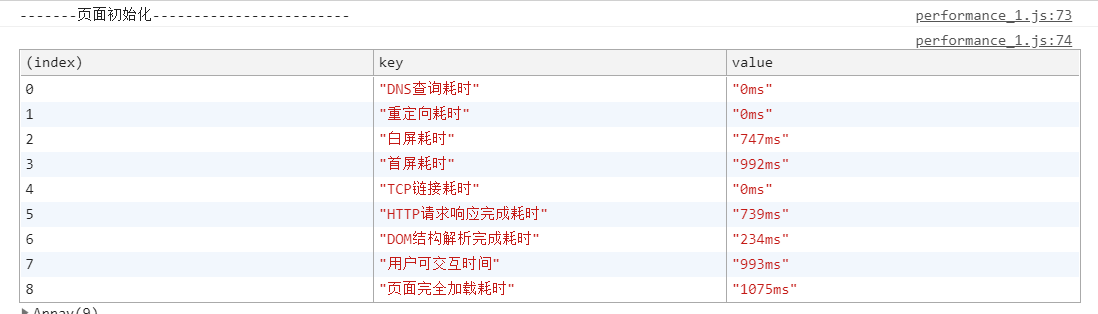 -------页面初始化------------------------ performance_1.js:73
performance_1.js:74
(index) key value
0 "DNS查询耗时" "0ms"
1 "重定向耗时" "0ms"
2 "白屏耗时" "747ms"
3 "首屏耗时" "992ms"
4 "TCP链接耗时" "0ms"
5 "HTTP请求响应完成耗时" "739ms"
6 "DOM结构解析完成耗时" "234ms"
7 "用户可交互时间" "993ms"
8 "页面完全加载耗时" "1075ms"
▶Array(9)